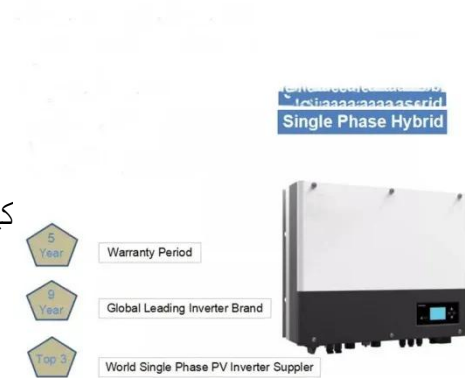 Single Phase Hybrid
5
Year
Warranty Period
9
Year
Global Leading Inverter Brand
Top 3
World Single Phase PV Inverter Suppler